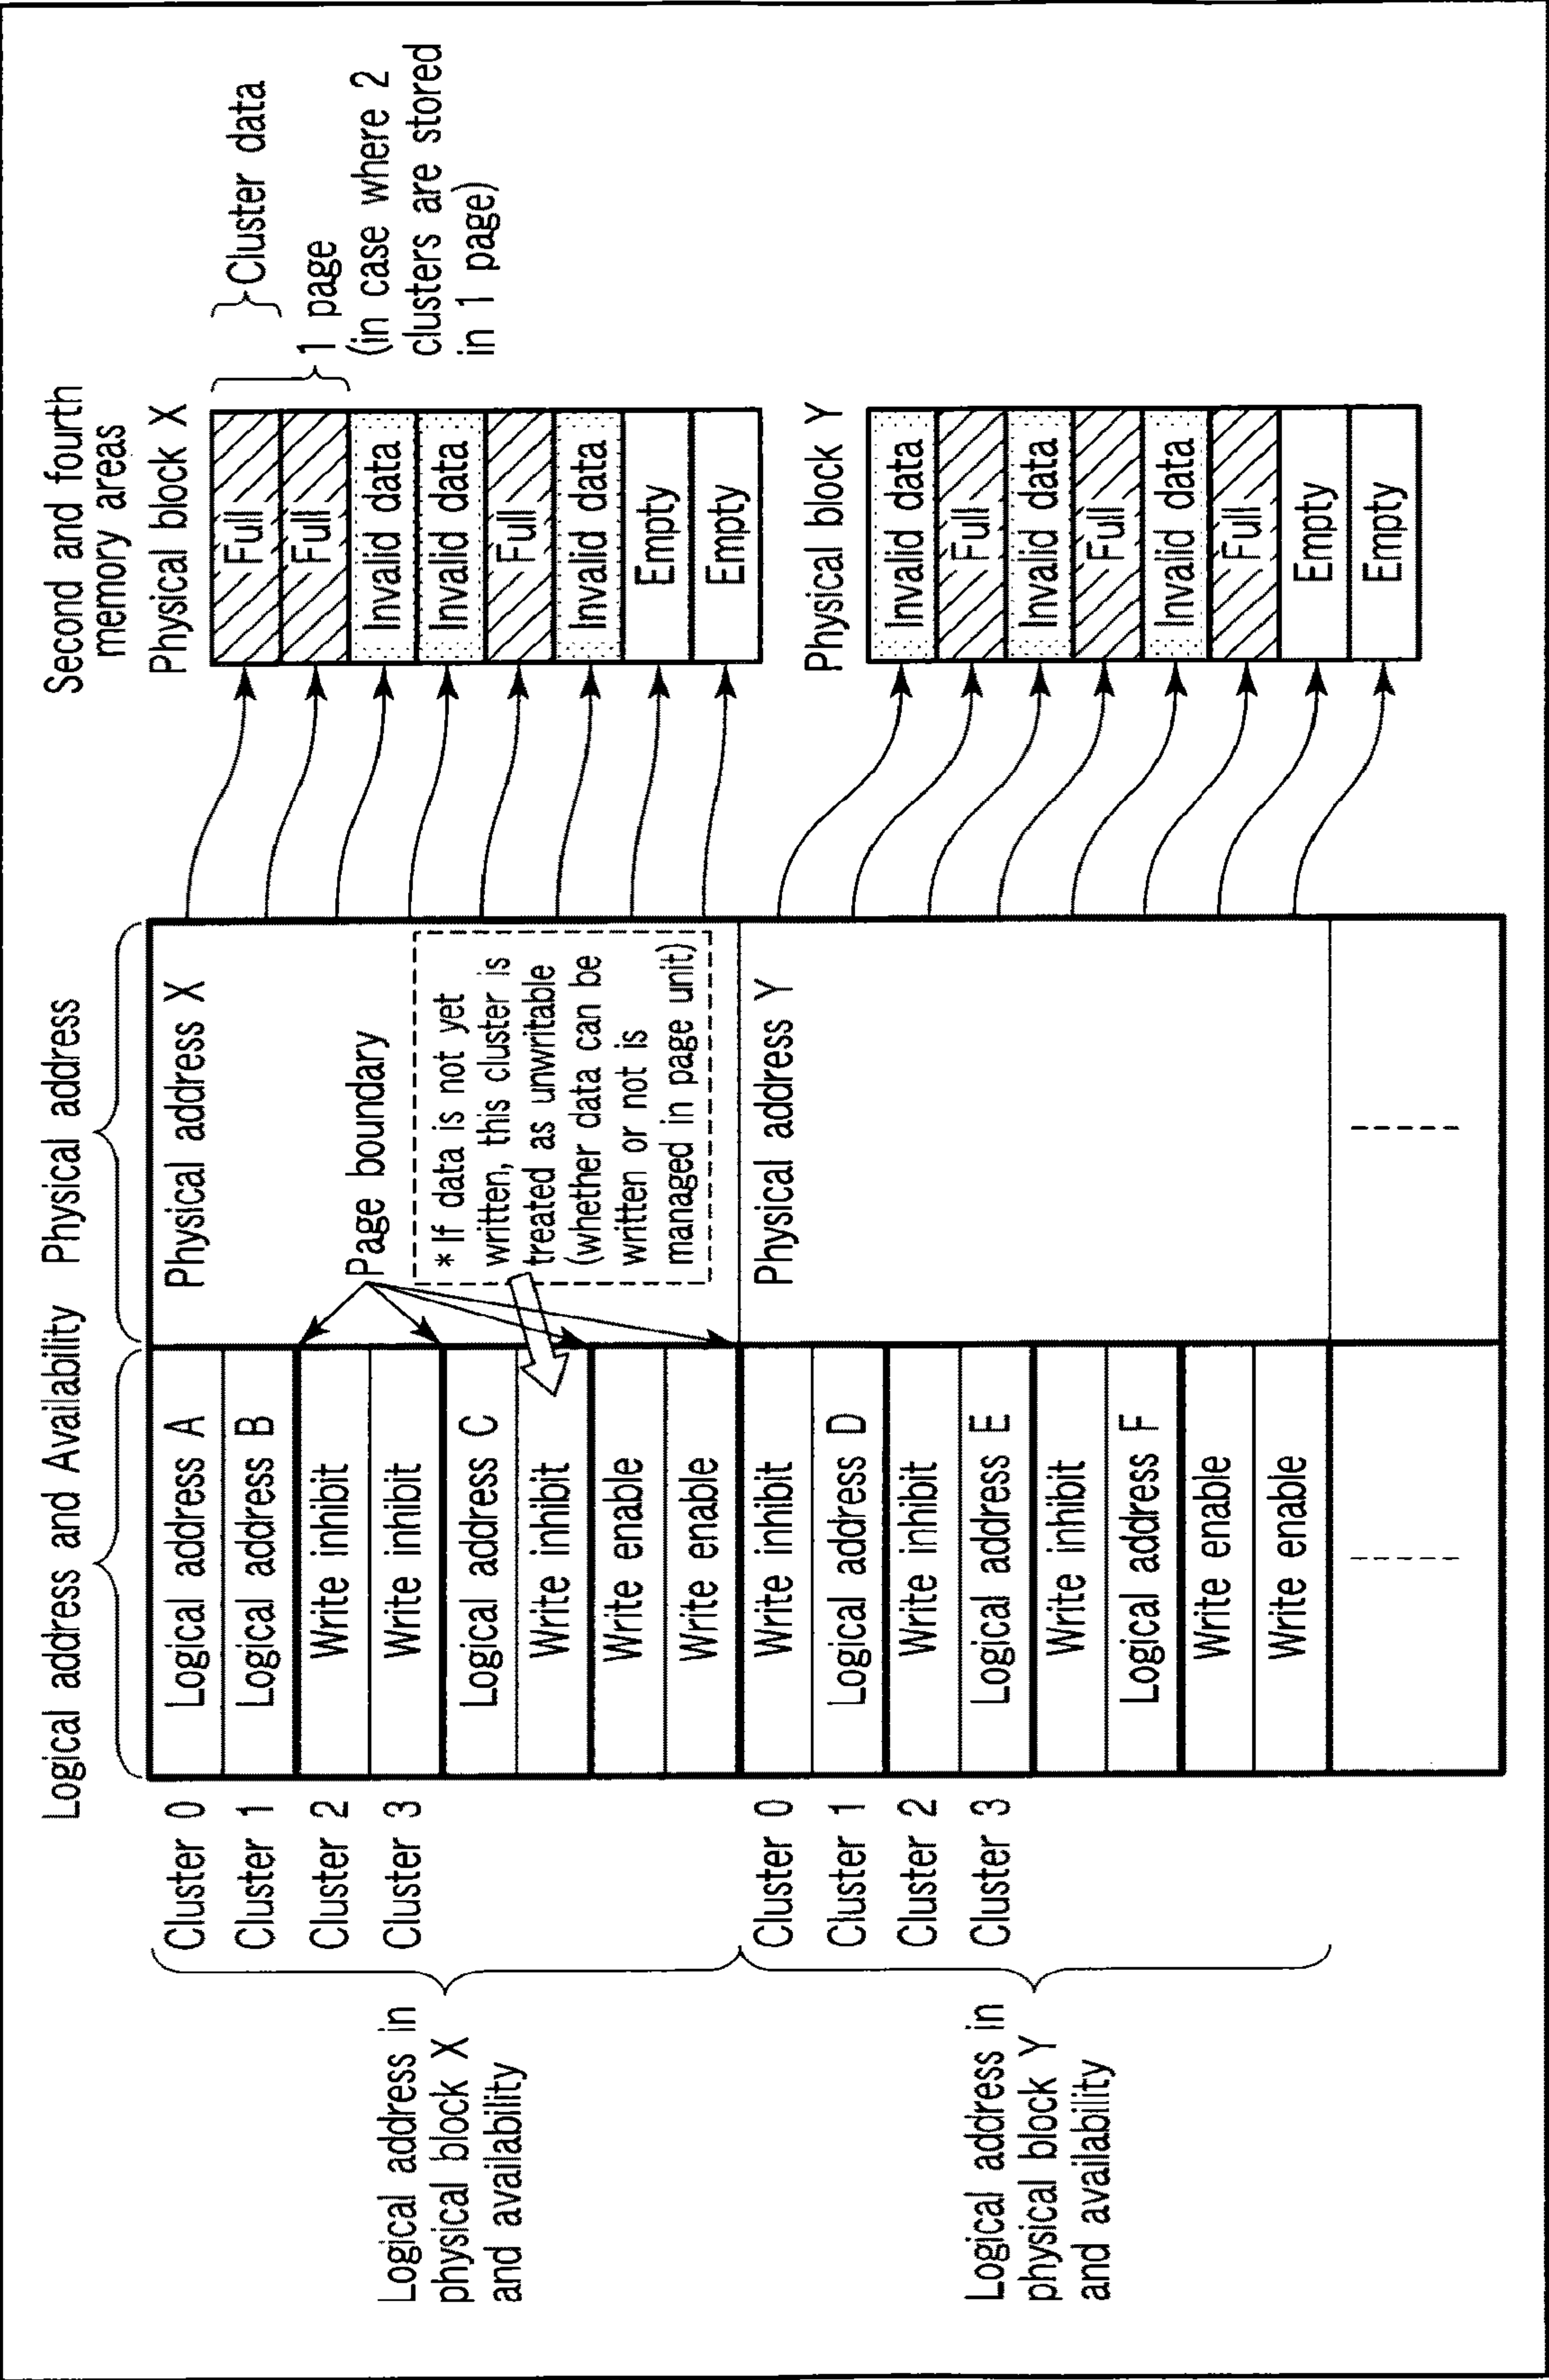 Logical address and Availability
Physical address
Second and fourth
memory areas
Physical block X
Logical address in
physical block X
and availability
Cluster 0
Cluster 1
Cluster 2
Cluster 3
Logical address A
Logical address B
Write inhibit
Write inhibit
Logical address C
Write inhibit
Write enable
Write enable
Physical address X
Page boundary
* If data is not yet
written, this cluster is
treated as unwritable
(whether data can be
written or not is
managed in page unit)
Full
Full
Invalid data
Invalid data
Full
Invalid data
Empty
Empty
Cluster data
1 page
(in case where 2
clusters are stored
in 1 page)
Logical address in
physical block Y
and availability
Cluster 0
Cluster 1
Cluster 2
Cluster 3
Write inhibit
Logical address D
Write inhibit
Logical address E
Write inhibit
Logical address F
Write enable
Write enable
Physical address Y
Physical block Y
Invalid data
Full
Invalid data
Full
Invalid data
Full
Empty
Empty